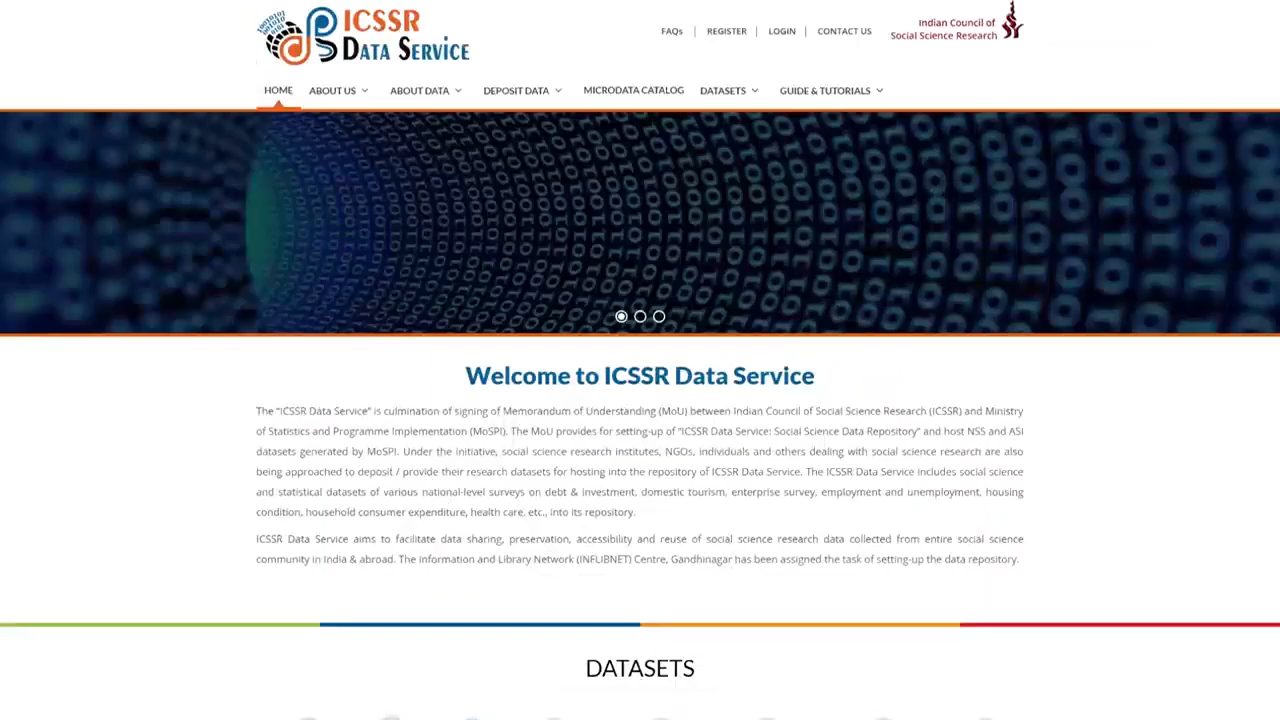 ICSSR
DATA SERVICE
FAQs
REGISTER
LOGIN
CONTACT US
Indian Council of
Social Science Research
HOME
ABOUT US
ABOUT DATA
DEPOSIT DATA
MICRODATA CATALOG
DATASETS
GUIDE & TUTORIALS
Welcome to ICSSR Data Service
The "ICSSR Data Service" is culmination of signing of Memorandum of Understanding (MoU) between Indian Council of Social Science Research (ICSSR) and Ministry
of Statistics and Programme Implementation (MoSPI). The MoU provides for setting-up of "ICSSR Data Service: Social Science Data Repository" and host NSS and ASI
datasets generated by MoSPI. Under the initiative, social science research institutes, NGOs, individuals and others dealing with social science research are also
being approached to deposit / provide their research datasets for hosting into the repository of ICSSR Data Service. The ICSSR Data Service includes social science
and statistical datasets of various national-level surveys on debt & investment, domestic tourism, enterprise survey, employment and unemployment, housing
condition, household consumer expenditure, health care, etc., into its repository.
ICSSR Data Service aims to facilitate data sharing, preservation, accessibility and reuse of social science research data collected from entire social science
community in India & abroad. The Information and Library Network (INFLIBNET) Centre, Gandhinagar has been assigned the task of setting-up the data repository.
DATASETS